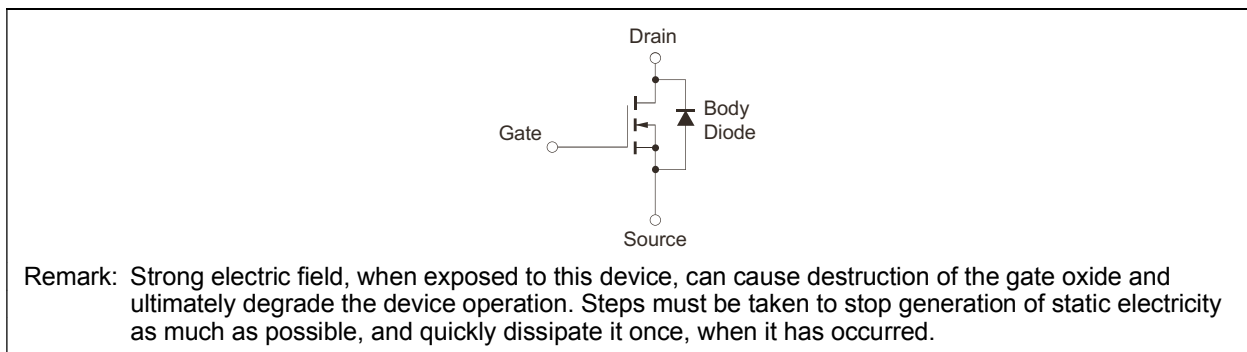 Drain
Body
Diode
Gate
Source
Remark: Strong electric field, when exposed to this device, can cause destruction of the gate oxide and
ultimately degrade the device operation. Steps must be taken to stop generation of static electricity
as much as possible, and quickly dissipate it once, when it has occurred.